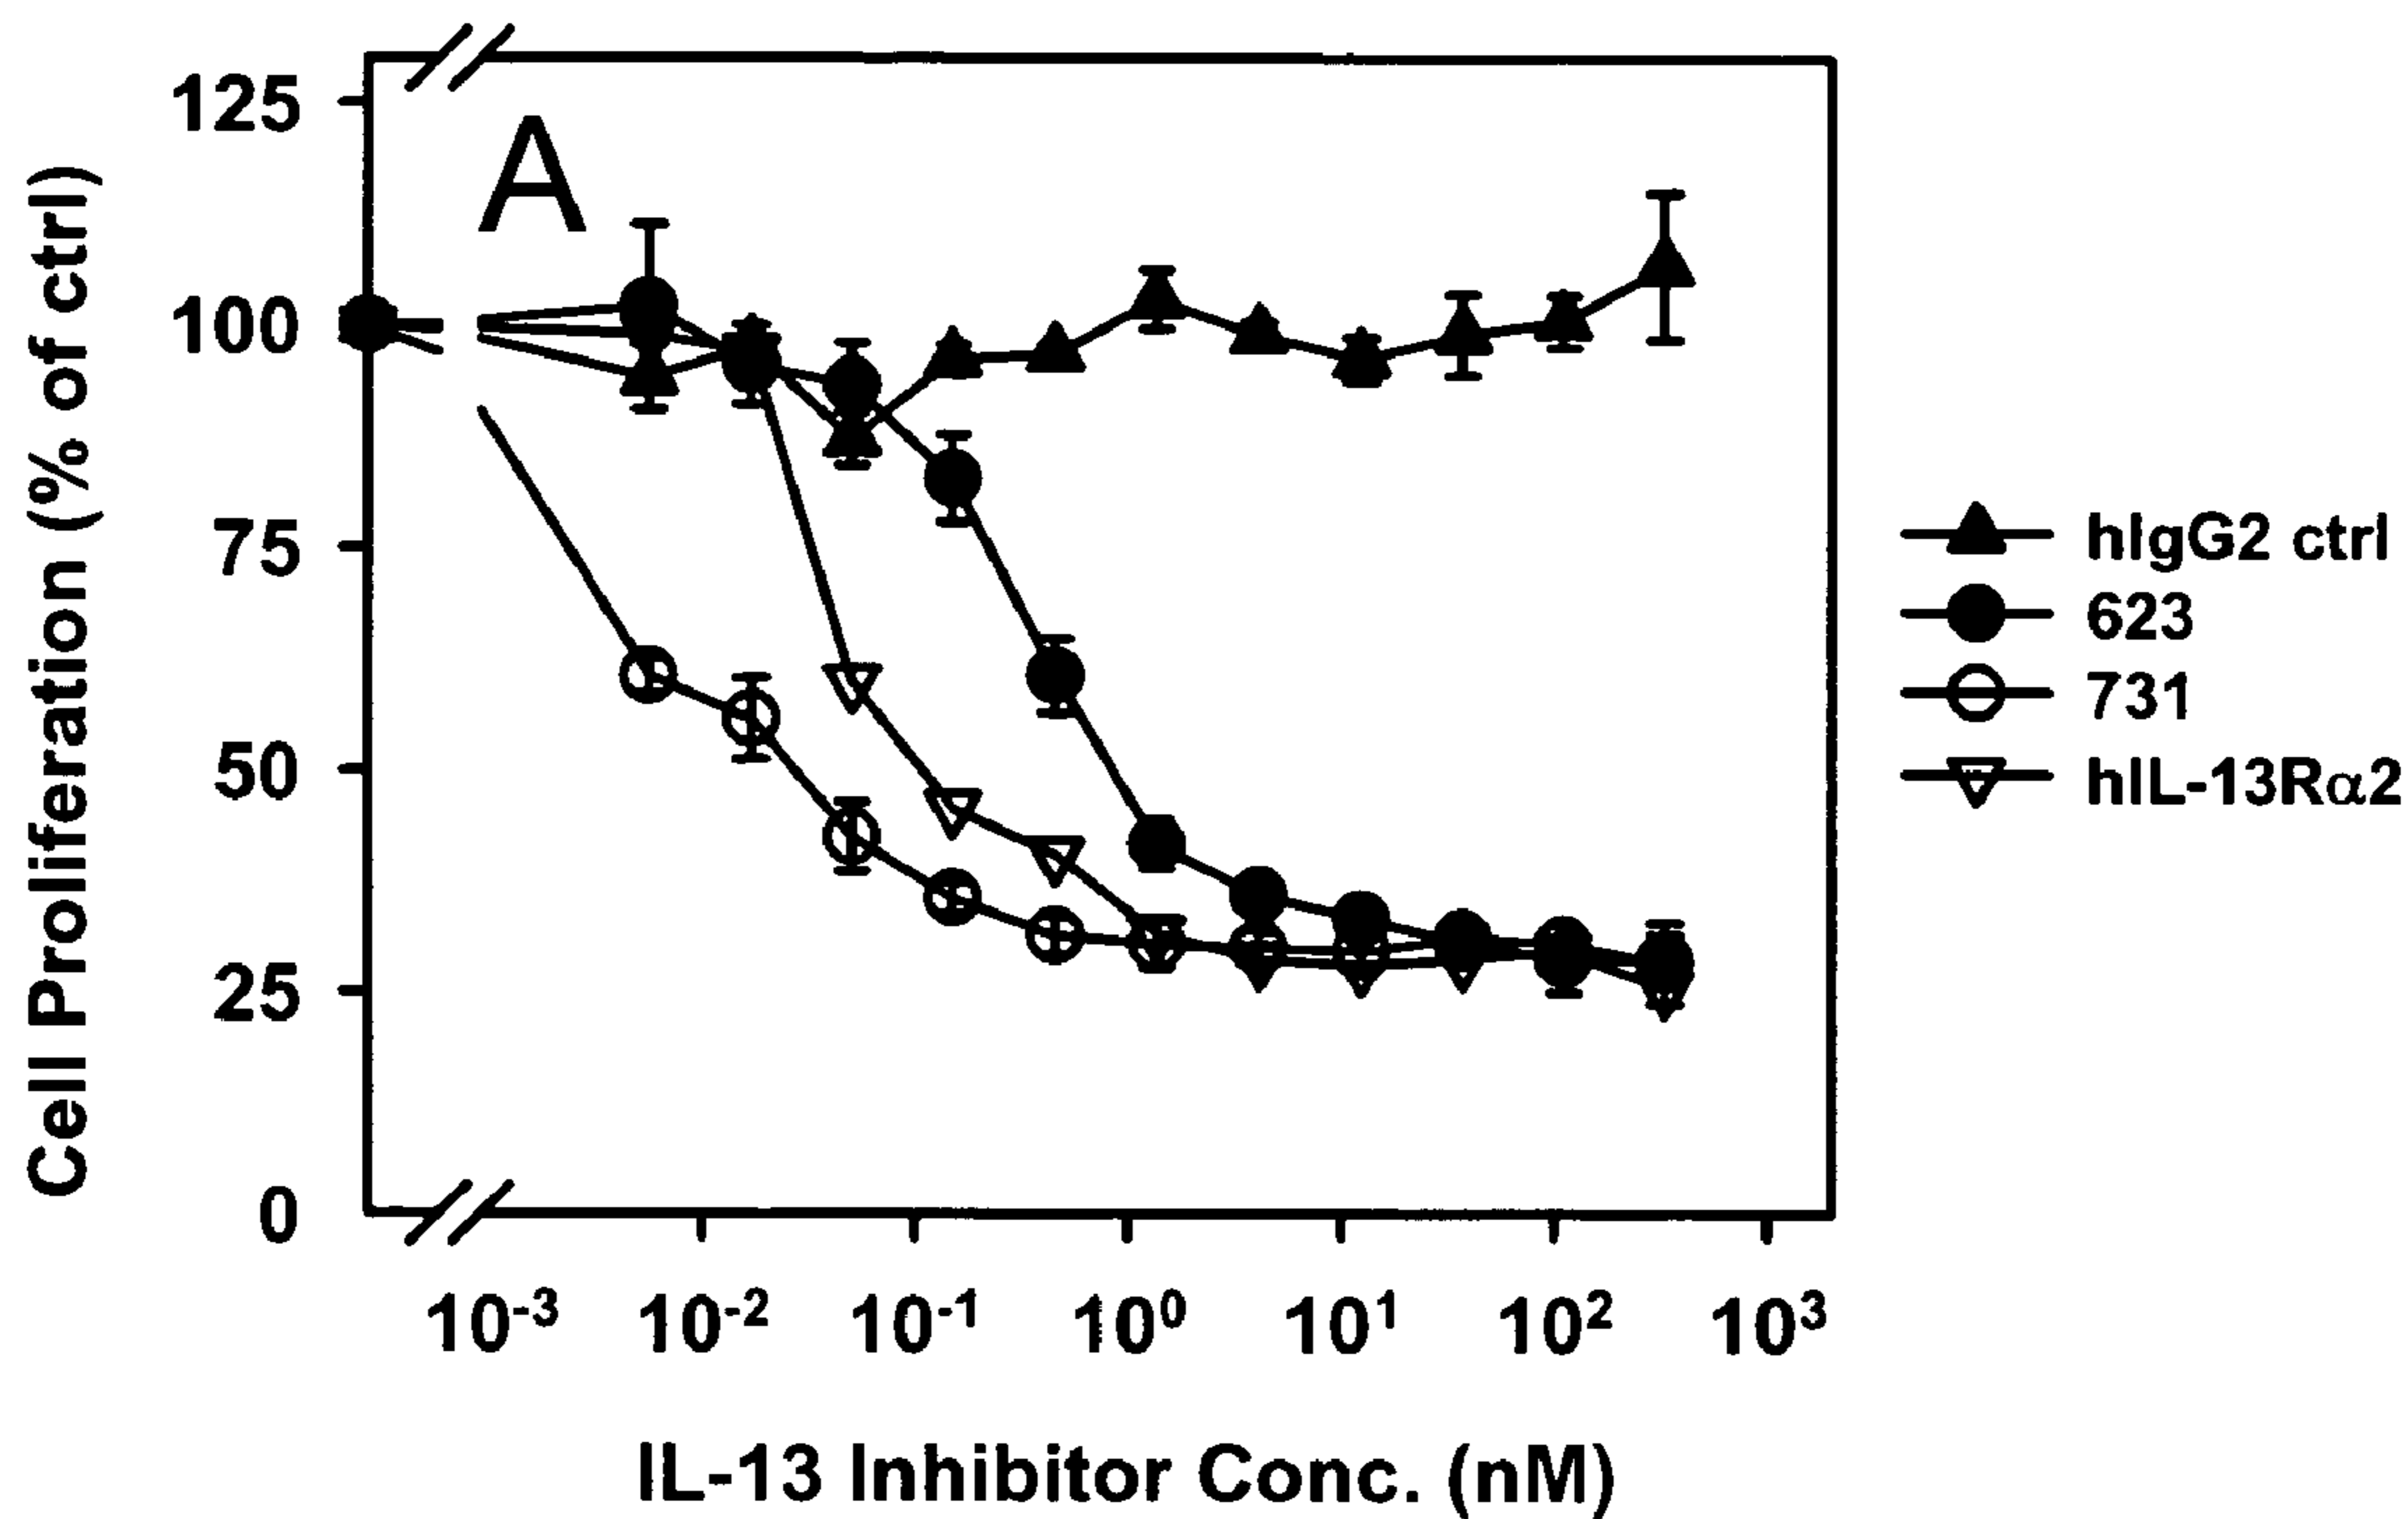 A
Cell Proliferation (% of ctrl)
125
100
75
50
25
0
10⁻³ 10⁻² 10⁻¹ 10⁰ 10¹ 10² 10³
IL-13 Inhibitor Conc. (nM)
hIgG2 ctrl
623
731
hIL-13Rα2